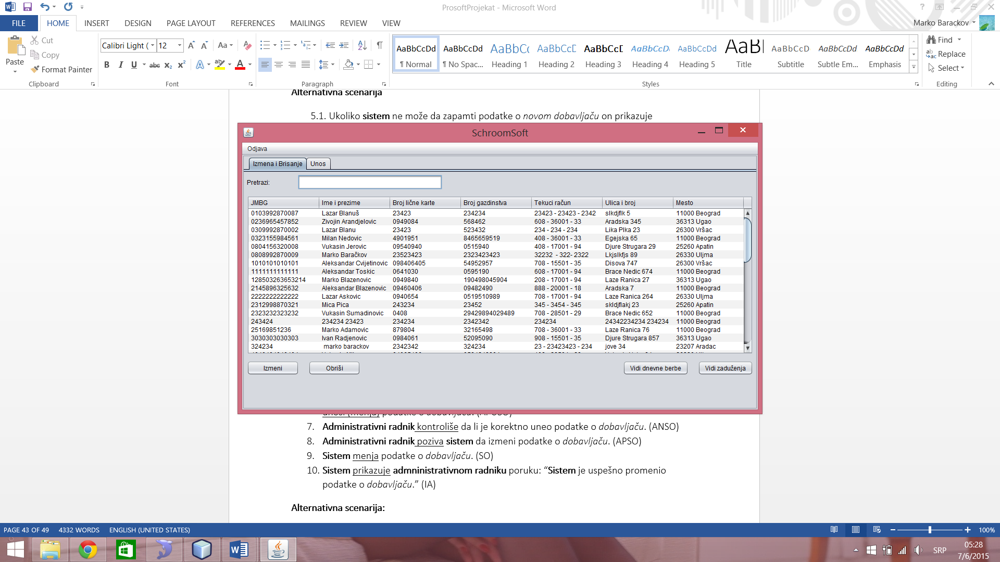 ProsoftProjekat - Microsoft Word
FILE HOME INSERT DESIGN PAGE LAYOUT REFERENCES MAILINGS REVIEW VIEW Marko Barackov
Paste
Cut
Copy
Format Painter
Clipboard
Calibri Light ( 12
Font
Paragraph
AaBbCcDd ¶ Normal
AaBbCcDd ¶ No Spac...
AaBbCc Heading 1
AaBbCcD Heading 2
AaBbCcD Heading 3
AaBbCcD Heading 4
AaBbCcDd Heading 5
AaB Title
AaBbCcD Subtitle
AaBbCcDd Subtle Em...
AaBbCcDd Emphasis
Styles
Find
Replace
Select
Editing
Alternativna scenarija
5.1. Ukoliko sistem ne može da zapamti podatke o novom dobavljaču on prikazuje
SchroomSoft
Odjava
Izmena i Brisanje Unos
Pretrazi:
JMBG Ime i prezime Broj lične karte Broj gazdinstva Tekuci račun Ulica i broj Mesto
0103992870087 Lazar Blanuš 23423 234234 23423 - 23423 - 2342 slkdjflk 5 11000 Beograd
0236965457852 Zivojin Arandjelovic 0949084 568462 608 - 36001 - 33 Aradska 345 36313 Ugao
0309992870002 Lazar Blanu 23423 523432 234 - 234 - 234 Lika Plka 23 26300 Vršac
0323155984561 Milan Nedovic 4901951 8465659519 408 - 36001 - 33 Egejska 65 11000 Beograd
0804156320008 Vukasin Jerovic 09540940 0515940 408 - 17001 - 94 Djure Strugara 29 25260 Apatin
0808992870009 Marko Baračkov 23523423 2323423423 32232 - 322- 2322 Lkjslkfjs 89 26330 Uljma
1010101010101 Aleksandar Cvijetinovic 098406405 54952957 708 - 15501 - 35 Disova 747 26300 Vršac
1111111111111 Aleksandar Toskic 0641030 0595190 608 - 17001 - 94 Brace Nedic 674 11000 Beograd
128503263653214 Marko Blazenovic 0949840 190498045904 208 - 17001 - 94 Laze Ranica 27 36313 Ugao
2145896325632 Aleksandar Blazenovic 09460406 09482490 888 - 20001 - 18 Aradska 7 11000 Beograd
2222222222222 Lazar Askovic 0940654 0519510989 708 - 17001 - 94 Laze Ranica 264 26330 Uljma
2312998870321 Mica Pica 243234 23452 345 - 3454 - 345 skldjflakj 23 25260 Apatin
2323232323232 Vukasin Sumadinovic 0408 29429894029489 708 - 28501 - 29 Brace Nedic 652 11000 Beograd
243424 234234 23423 234234 2342342 234234 24342234234 234234 11000 Beograd
25169851236 Marko Adamovic 879804 32165498 708 - 36001 - 33 Laze Ranica 76 11000 Beograd
3030303030303 Ivan Radjenovic 0984061 52095090 908 - 15501 - 35 Djure Strugara 857 36313 Ugao
324234 marko barackov 2342342 324234 23 - 23423423 - 234 jove 34 23207 Aradac
Izmeni Obriši Vidi dnevne berbe Vidi zaduženja
7. Administrativni radnik kontroliše da li je korektno uneo podatke o dobavljaču. (ANSO)
8. Administrativni radnik poziva sistem da izmeni podatke o dobavljaču. (APSO)
9. Sistem menja podatke o dobavljaču. (SO)
10. Sistem prikazuje admninistrativnom radniku poruku: “Sistem je uspešno promenio
podatke o dobavljaču.” (IA)
Alternativna scenarija:
PAGE 43 OF 49 4332 WORDS ENGLISH (UNITED STATES) 100%
SRP
05:28
7/6/2015